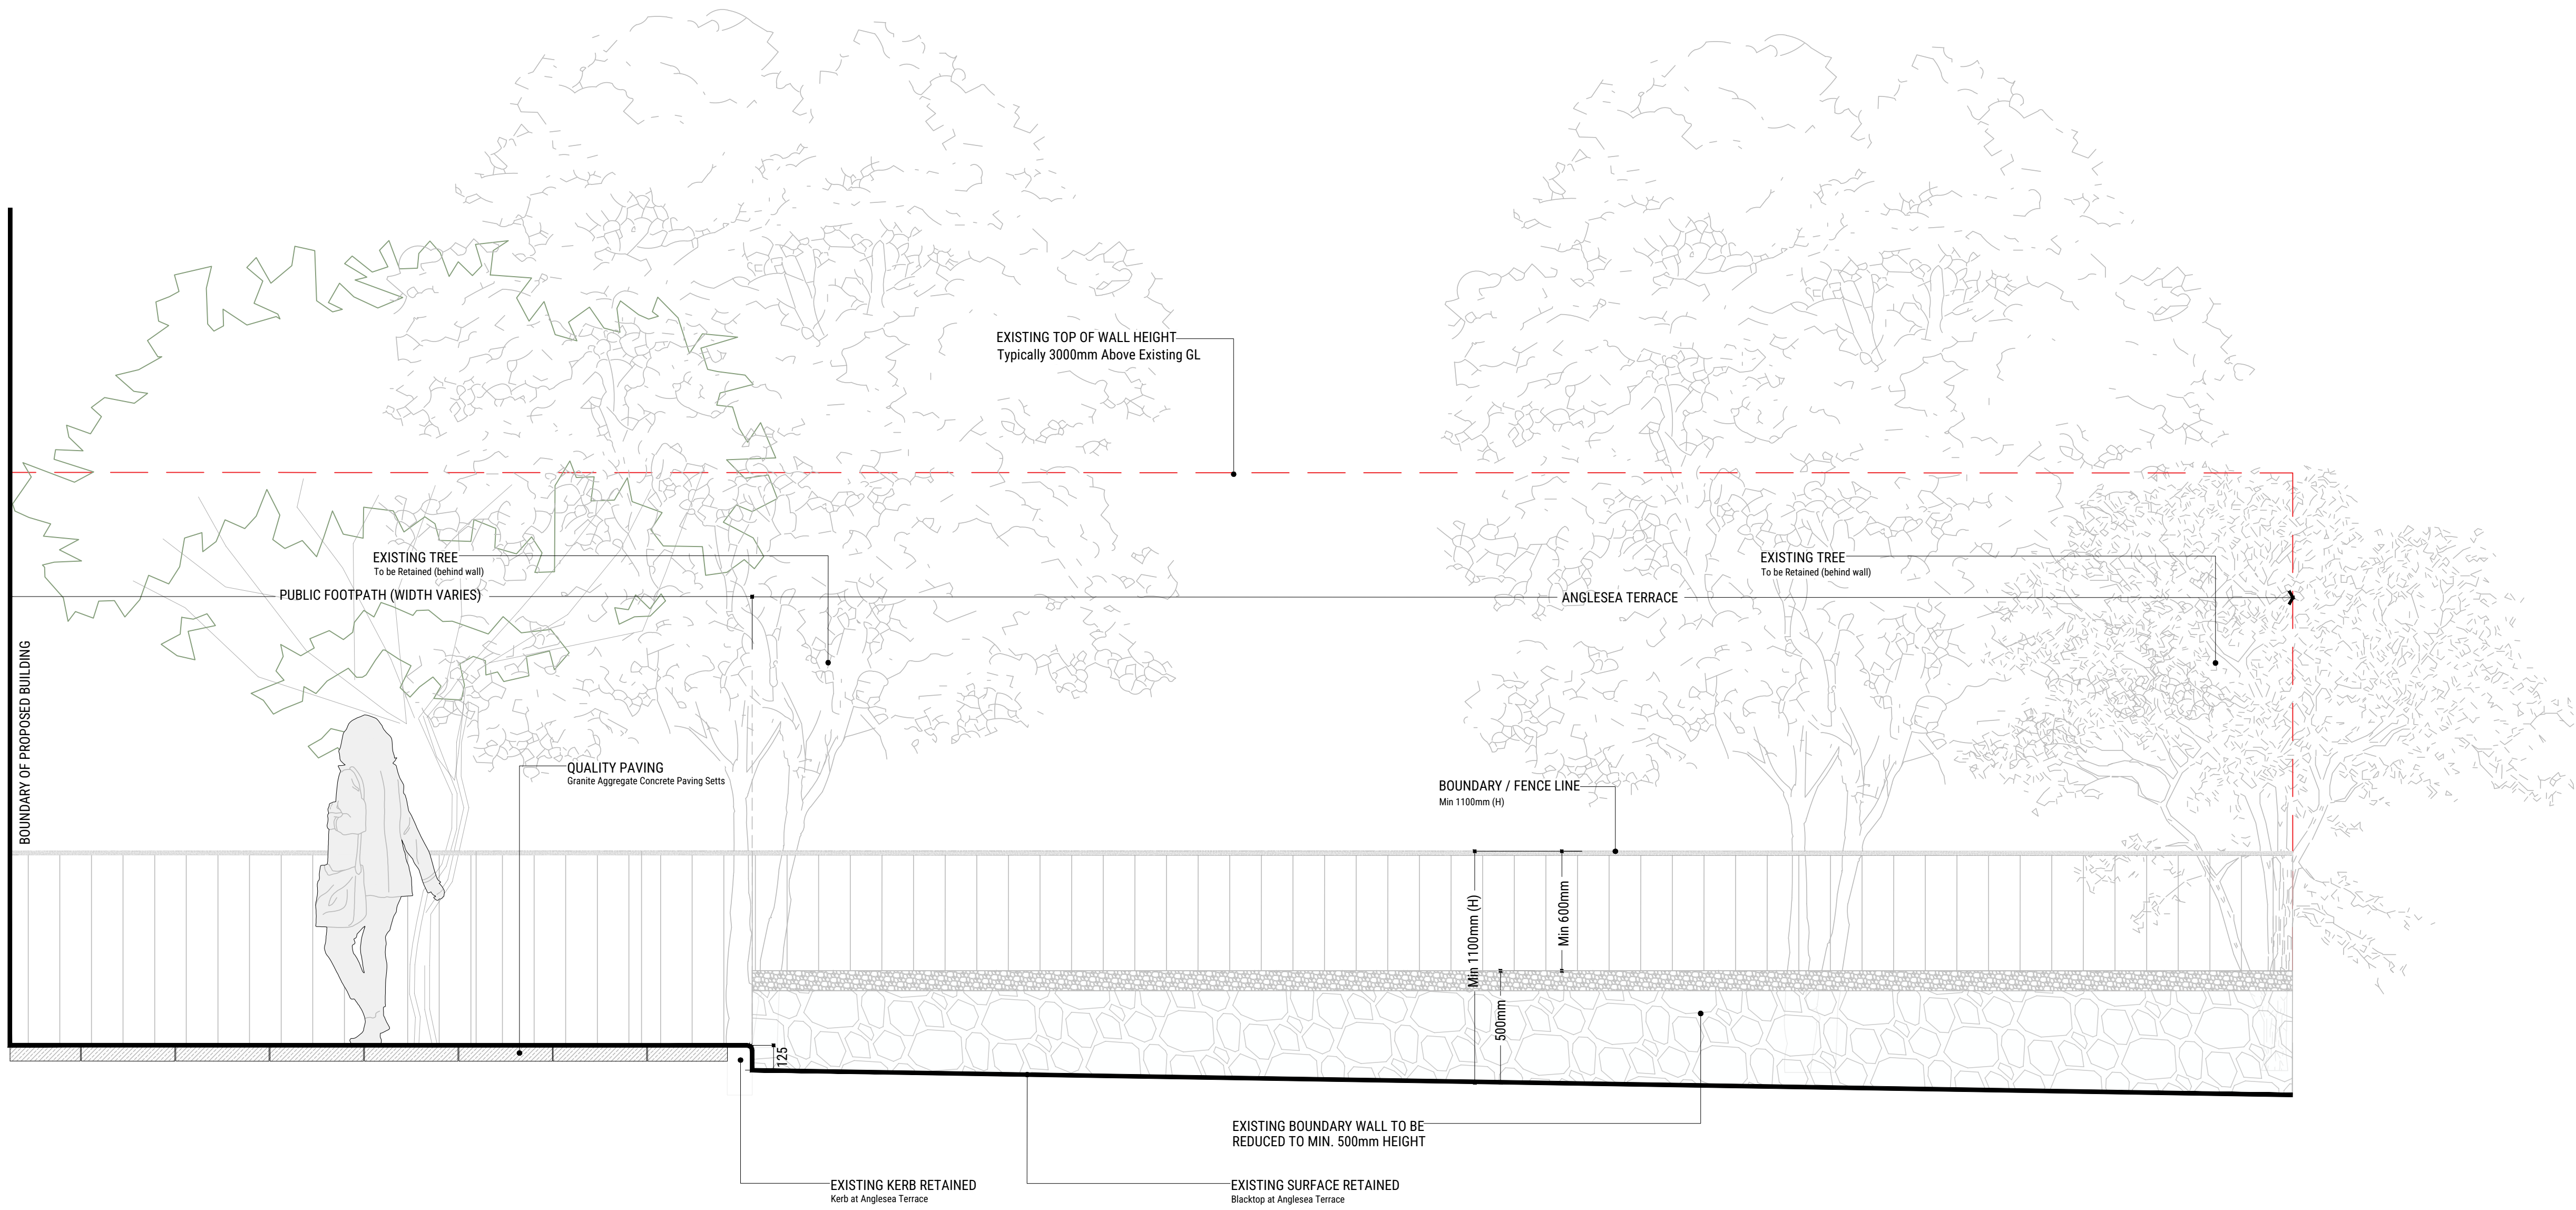 EXISTING TOP OF WALL HEIGHT
Typically 3000mm Above Existing GL
EXISTING TREE
To be Retained (behind wall)
EXISTING TREE
To be Retained (behind wall)
PUBLIC FOOTPATH (WIDTH VARIES)
ANGLESEA TERRACE
BOUNDARY OF PROPOSED BUILDING
QUALITY PAVING
Granite Aggregate Concrete Paving Setts
BOUNDARY / FENCE LINE
Min 1100mm (H)
Min 1100mm (H)
Min 600mm
500mm
125
EXISTING BOUNDARY WALL TO BE
REDUCED TO MIN. 500mm HEIGHT
EXISTING KERB RETAINED
Kerb at Anglesea Terrace
EXISTING SURFACE RETAINED
Blacktop at Anglesea Terrace